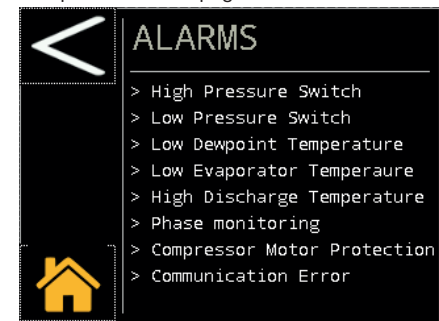 ALARMS
> High Pressure Switch
> Low Pressure Switch
> Low Dewpoint Temperature
> Low Evaporator Temperaure
> High Discharge Temperature
> Phase monitoring
> Compressor Motor Protection
> Communication Error